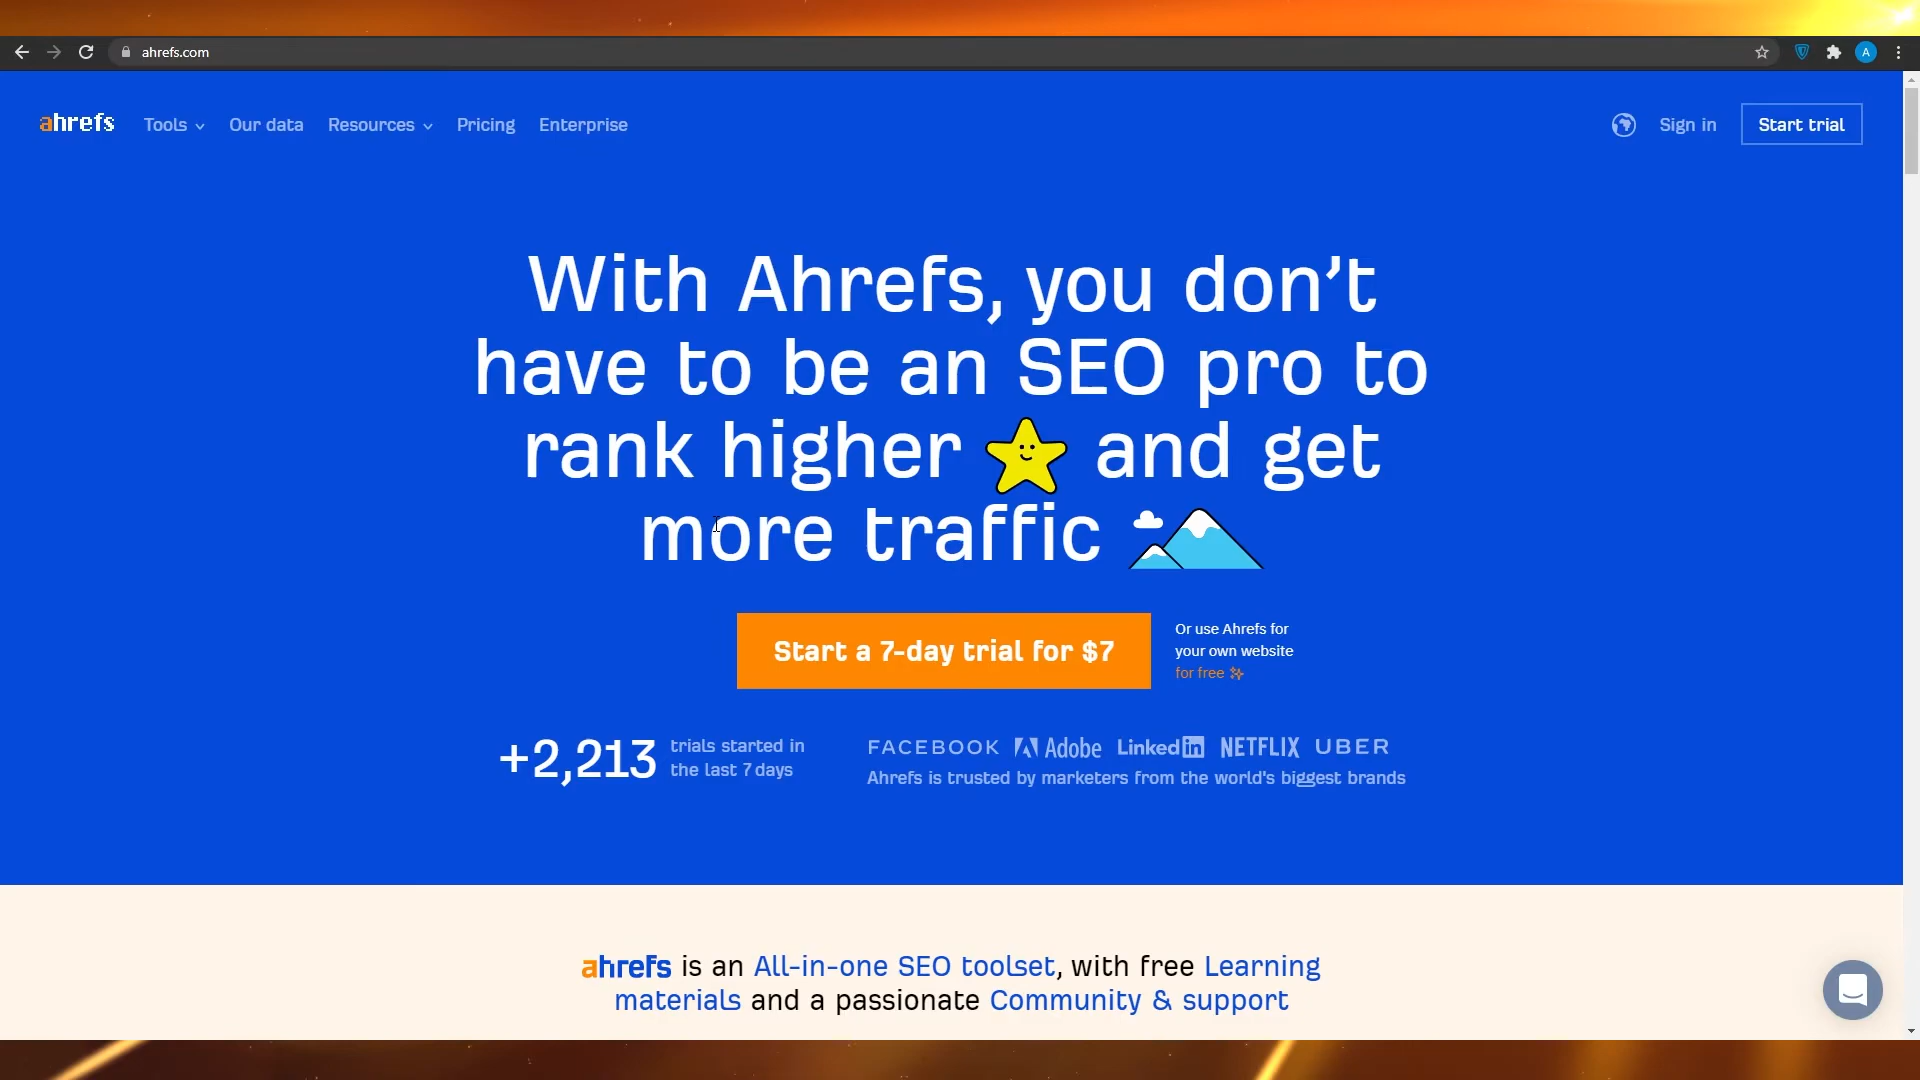 ahrefs.com
A
ahrefs Tools Our data Resources Pricing Enterprise Sign in Start trial
With Ahrefs, you don’t
have to be an SEO pro to
rank higher and get
more traffic
Start a 7-day trial for $7
Or use Ahrefs for
your own website
for free
+2,213 trials started in
the last 7 days
FACEBOOK Adobe LinkedIn NETFLIX UBER
Ahrefs is trusted by marketers from the world's biggest brands
ahrefs is an All-in-one SEO toolset, with free Learning
materials and a passionate Community & support